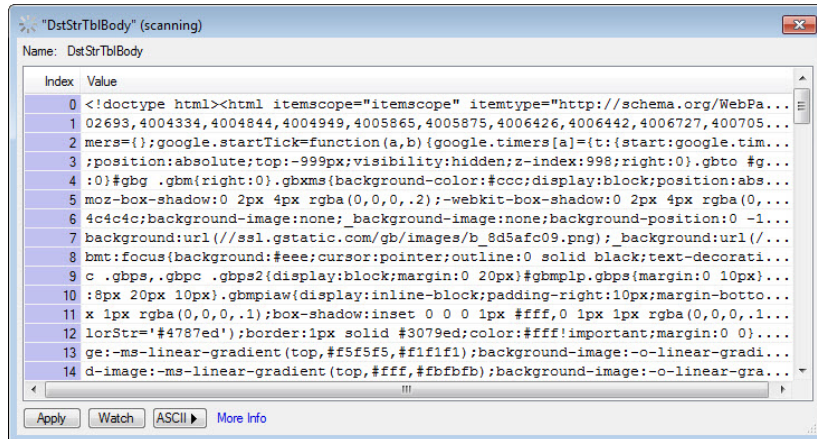 "DstStrTblBody" (scanning)
Name: DstStrTblBody
Index Value
0 <!doctype html><html itemscope="itemscope" itemtype="http://schema.org/WebPa...
1 02693,4004334,4004844,4004949,4005865,4005875,4006426,4006442,4006727,400705...
2 mers={};google.startTick=function(a,b){google.timers[a]={t:{start:google.tim...
3 ;position:absolute;top:-999px;visibility:hidden;z-index:998;right:0}.gbto #g...
4 :0}#gbg .gbm{right:0}.gbxms{background-color:#ccc;display:block;position:abs...
5 moz-box-shadow:0 2px 4px rgba(0,0,0,.2);-webkit-box-shadow:0 2px 4px rgba(0,...
6 4c4c4c;background-image:none;_background-image:none;background-position:0 -1...
7 background:url(//ssl.gstatic.com/gb/images/b_8d5afc09.png);_background:url(/...
8 bmt:focus{background:#eee;cursor:pointer;outline:0 solid black;text-decorati...
9 c .gbps,.gbpc .gbps2{display:block;margin:0 20px}#gbmplp.gbps{margin:0 10px}...
10 :8px 20px 10px}.gbmpiaw{display:inline-block;padding-right:10px;margin-botto...
11 x 1px rgba(0,0,0,.1);box-shadow:inset 0 0 0 1px #fff,0 1px 1px rgba(0,0,0,.1...
12 lorStr='#4787ed');border:1px solid #3079ed;color:#fff!important;margin:0 0}....
13 ge:-ms-linear-gradient(top,#f5f5f5,#f1f1f1);background-image:-o-linear-gradi...
14 d-image:-ms-linear-gradient(top,#fff,#fbfbfb);background-image:-o-linear-gra...
Apply Watch ASCII More Info